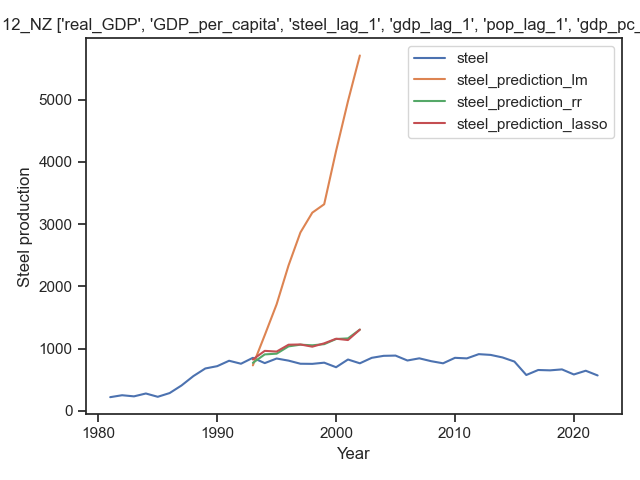 12_NZ ['real_GDP', 'GDP_per_capita', 'steel_lag_1', 'gdp_lag_1', 'pop_lag_1', 'gdp_pc_
steel
steel_prediction_lm
steel_prediction_rr
steel_prediction_lasso
Steel production
5000
4000
3000
2000
1000
0
1980 1990 2000 2010 2020
Year